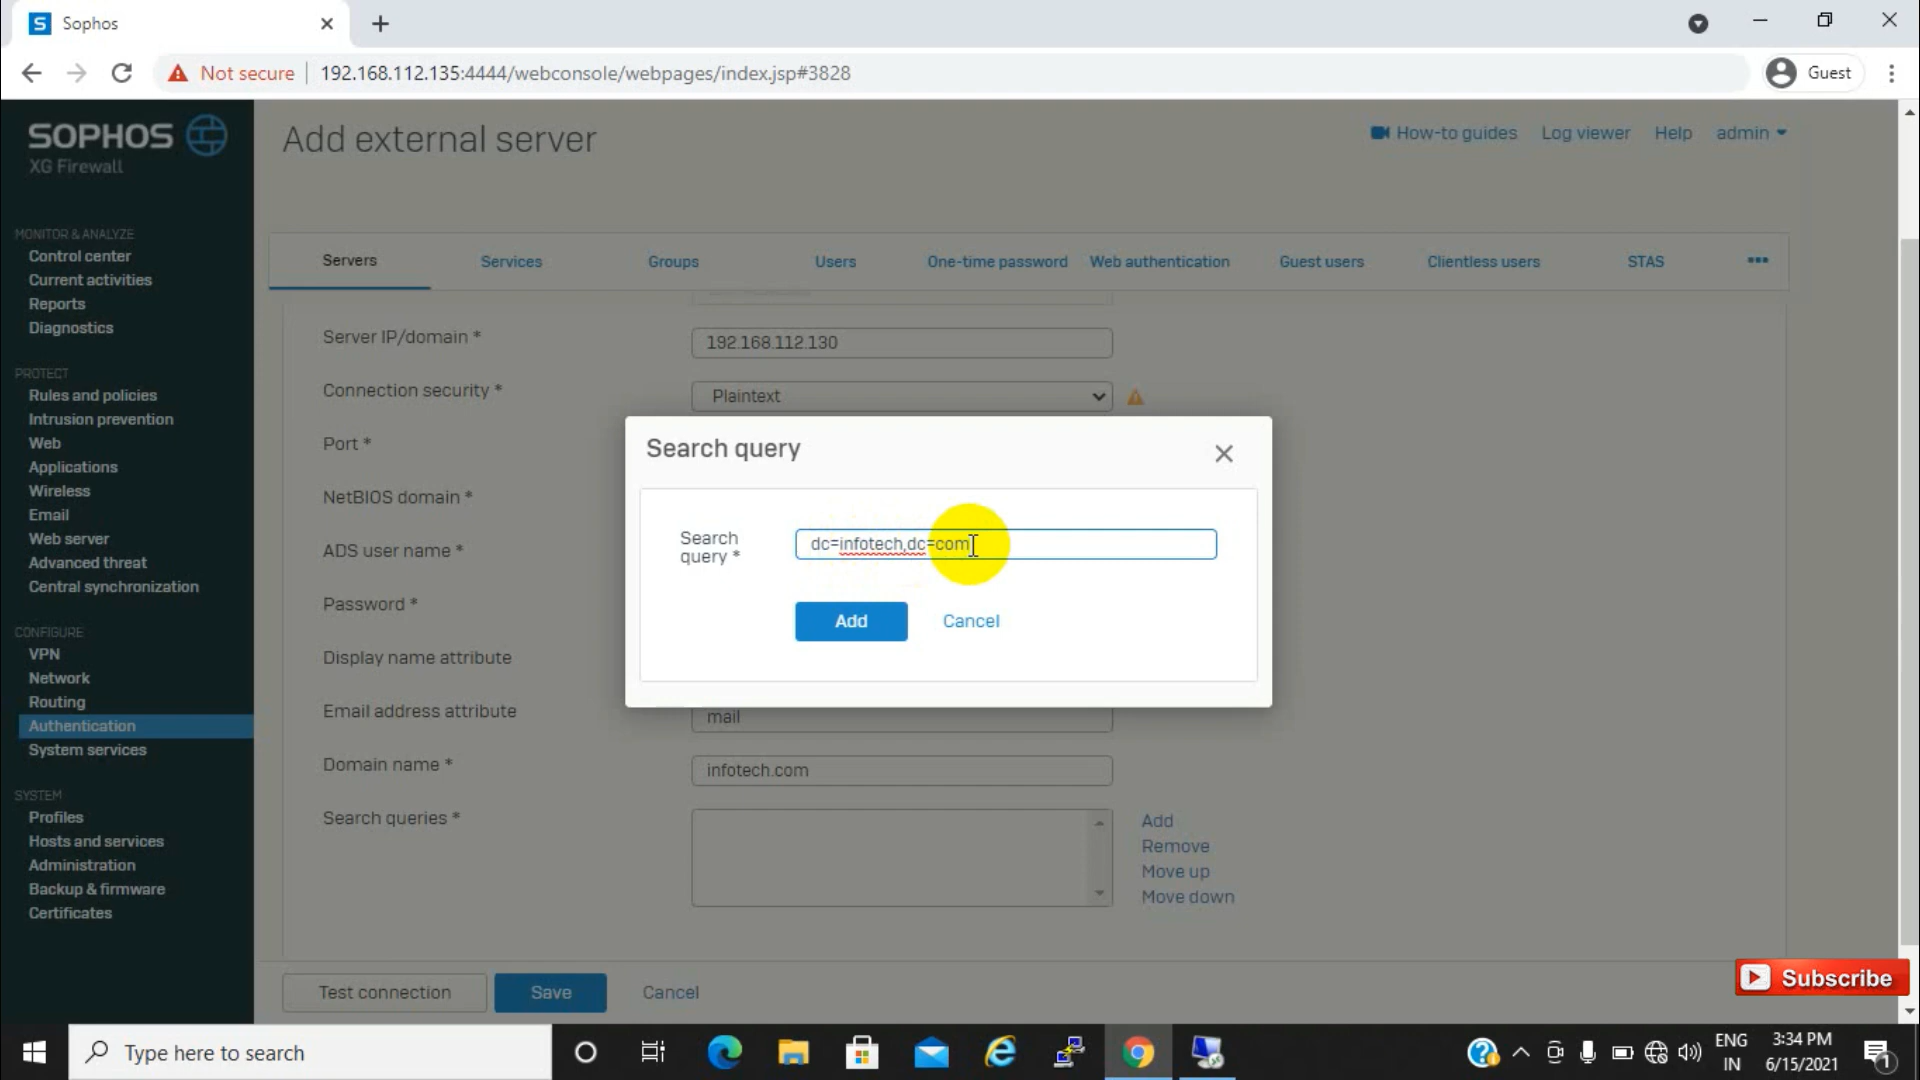 S Sophos
Not secure 192.168.112.135:4444/webconsole/webpages/index.jsp#3828 Guest
SOPHOS
XG Firewall
Add external server
How-to guides Log viewer Help admin
MONITOR & ANALYZE
Control center
Current activities
Reports
Diagnostics
PROTECT
Rules and policies
Intrusion prevention
Web
Applications
Wireless
Email
Web server
Advanced threat
Central synchronization
CONFIGURE
VPN
Network
Routing
Authentication
System services
SYSTEM
Profiles
Hosts and services
Administration
Backup & firmware
Certificates
Servers Services Groups Users One-time password Web authentication Guest users Clientless users STAS
Server IP/domain * 192.168.112.130
Connection security * Plaintext
Port *
NetBIOS domain *
ADS user name *
Password *
Display name attribute
Email address attribute mail
Domain name * infotech.com
Search queries *
Add
Remove
Move up
Move down
Search query
Search
query *
dc=infotech,dc=com
Add Cancel
Test connection Save Cancel
Subscribe
Type here to search
ENG
IN
3:34 PM
6/15/2021
1